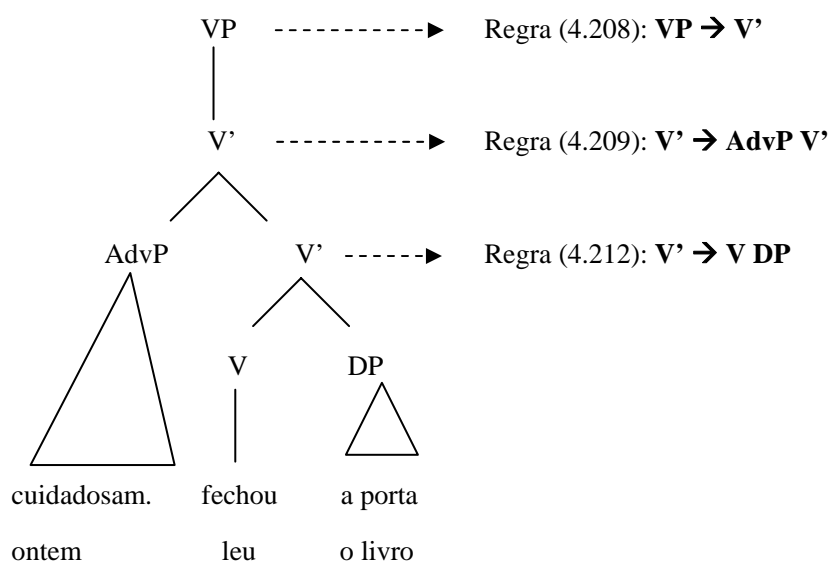 VP Regra (4.208): VP → V’
V’ Regra (4.209): V’ → AdvP V’
AdvP V’ Regra (4.212): V’ → V DP
V DP
cuidadosam. fechou a porta
ontem leu o livro